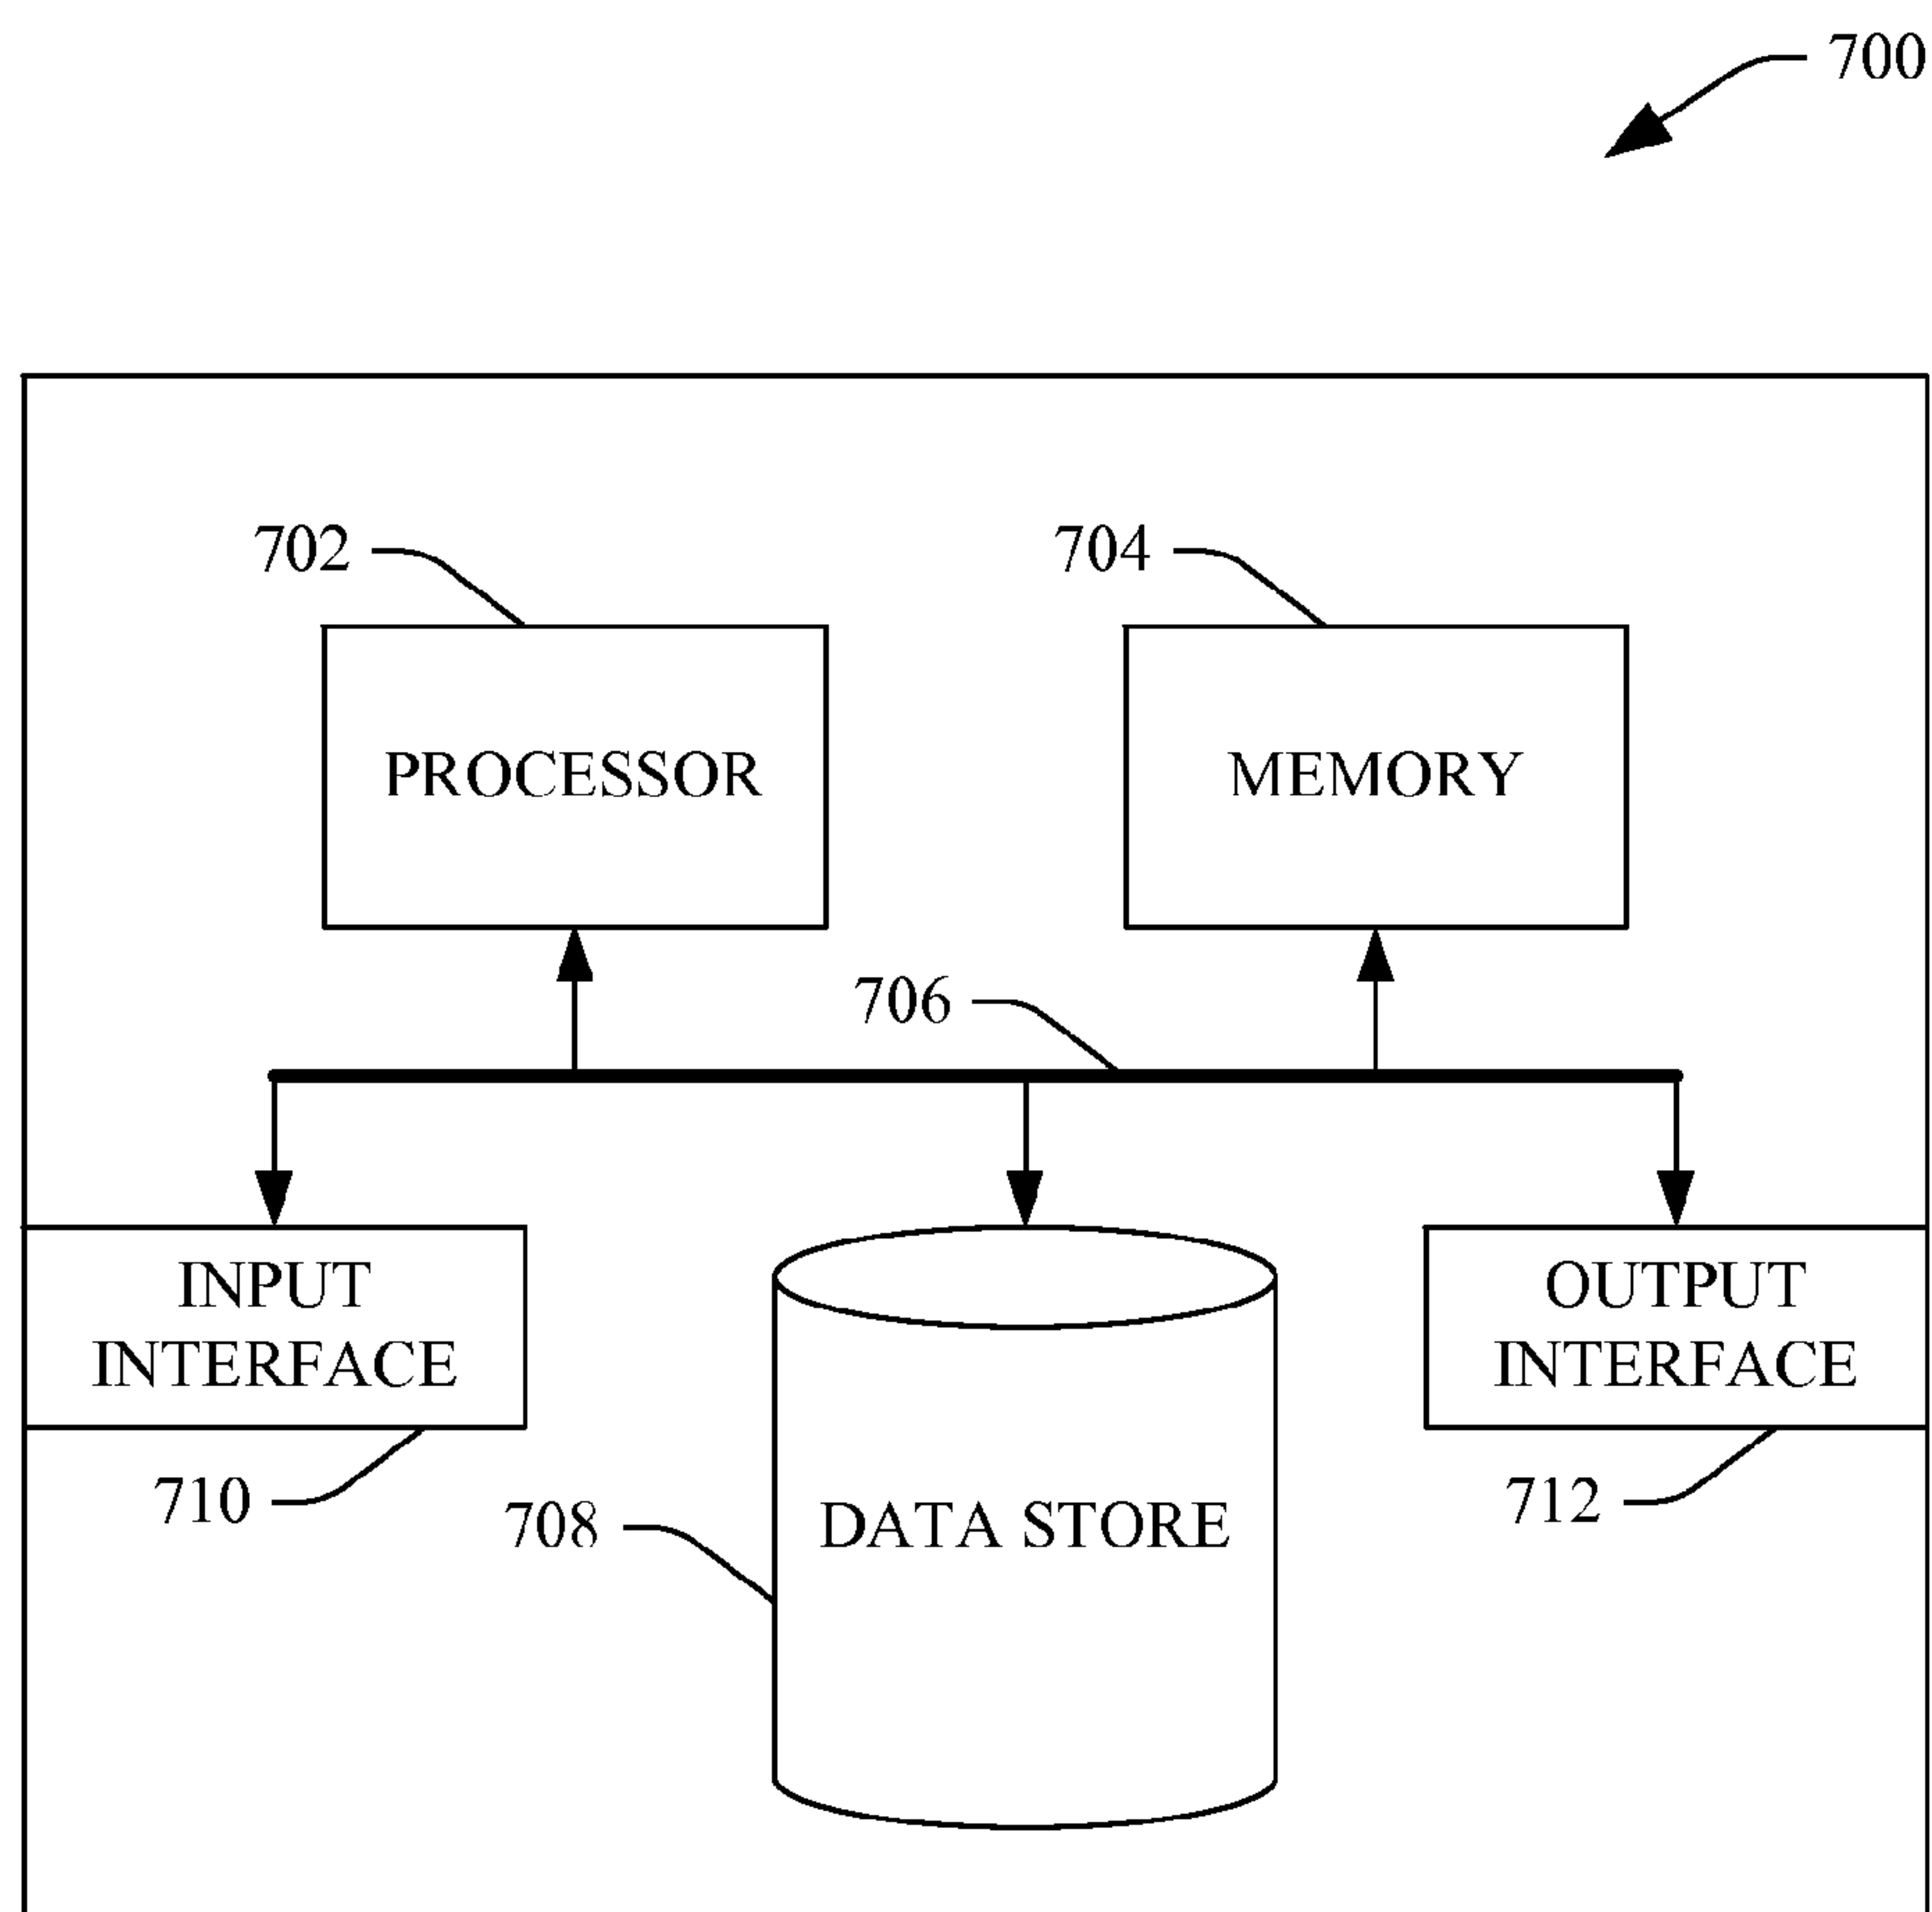 700
702
704
PROCESSOR
MEMORY
706
INPUT
INTERFACE
OUTPUT
INTERFACE
710
708
DATA STORE
712